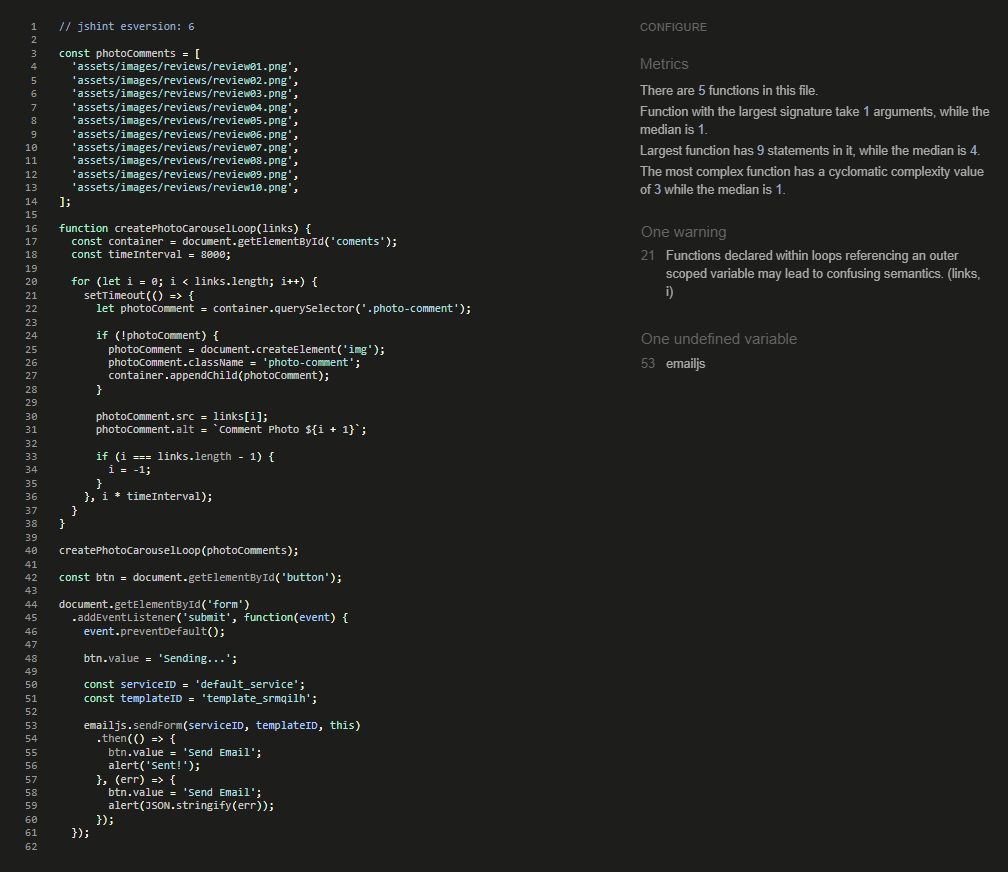 1 // jshint esversion: 6
2
3 const photoComments = [
4 'assets/images/reviews/review01.png',
5 'assets/images/reviews/review02.png',
6 'assets/images/reviews/review03.png',
7 'assets/images/reviews/review04.png',
8 'assets/images/reviews/review05.png',
9 'assets/images/reviews/review06.png',
10 'assets/images/reviews/review07.png',
11 'assets/images/reviews/review08.png',
12 'assets/images/reviews/review09.png',
13 'assets/images/reviews/review10.png',
14 ];
15
16 function createPhotoCarouselLoop(links) {
17 const container = document.getElementById('coments');
18 const timeInterval = 8000;
19
20 for (let i = 0; i < links.length; i++) {
21 setTimeout(() => {
22 let photoComment = container.querySelector('.photo-comment');
23
24 if (!photoComment) {
25 photoComment = document.createElement('img');
26 photoComment.className = 'photo-comment';
27 container.appendChild(photoComment);
28 }
29
30 photoComment.src = links[i];
31 photoComment.alt = `Comment Photo ${i + 1}`;
32
33 if (i === links.length - 1) {
34 i = -1;
35 }
36 }, i * timeInterval);
37 }
38 }
39
40 createPhotoCarouselLoop(photoComments);
41
42 const btn = document.getElementById('button');
43
44 document.getElementById('form')
45 .addEventListener('submit', function(event) {
46 event.preventDefault();
47
48 btn.value = 'Sending...';
49
50 const serviceID = 'default_service';
51 const templateID = 'template_srmqilh';
52
53 emailjs.sendForm(serviceID, templateID, this)
54 .then(() => {
55 btn.value = 'Send Email';
56 alert('Sent!');
57 }, (err) => {
58 btn.value = 'Send Email';
59 alert(JSON.stringify(err));
60 });
61 });
62
CONFIGURE
Metrics
There are 5 functions in this file.
Function with the largest signature take 1 arguments, while the
median is 1.
Largest function has 9 statements in it, while the median is 4.
The most complex function has a cyclomatic complexity value
of 3 while the median is 1.
One warning
21 Functions declared within loops referencing an outer
scoped variable may lead to confusing semantics. (links,
i)
One undefined variable
53 emailjs